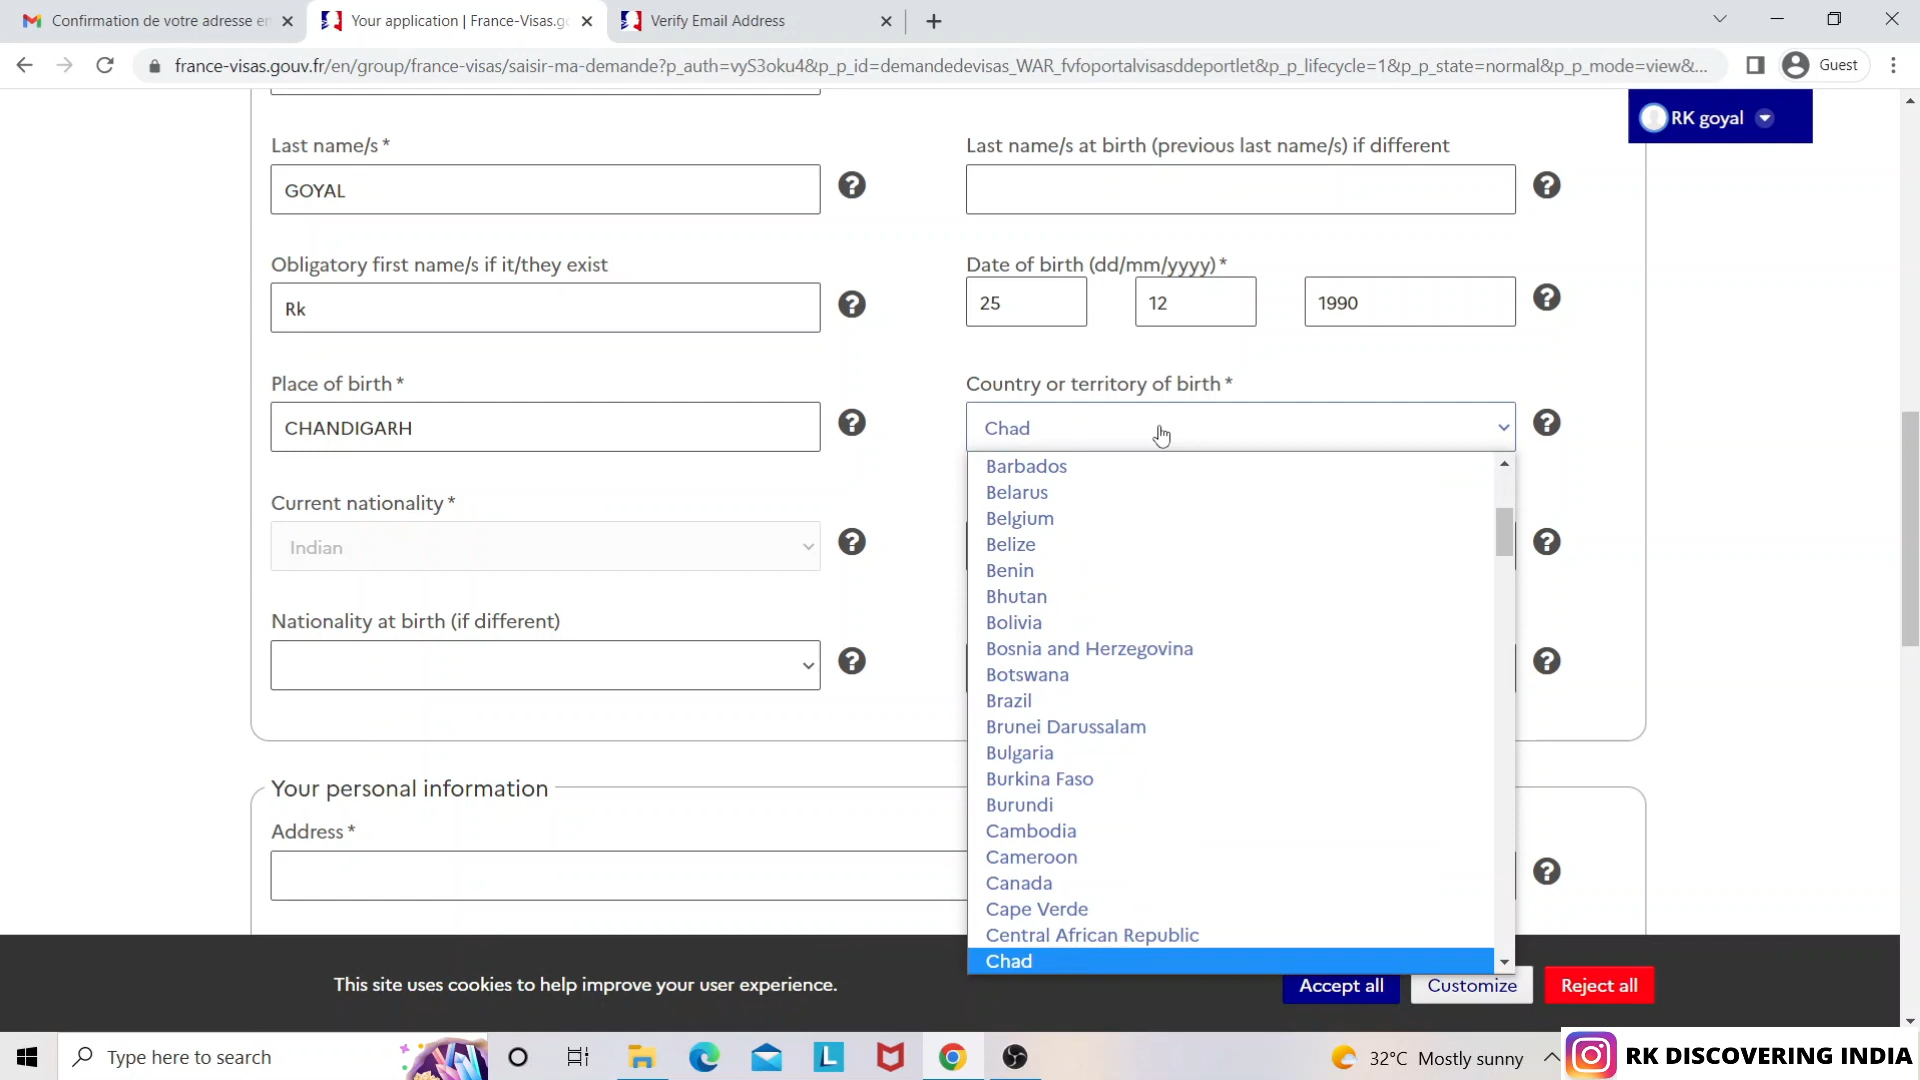 Confirmation de votre adresse e
Your application | France-Visas.g
Verify Email Address
france-visas.gouv.fr/en/group/france-visas/saisir-ma-demande?p_auth=vyS3oku4&p_p_id=demandedevisas_WAR_fvfoportalvisasddeportlet&p_p_lifecycle=1&p_p_state=normal&p_p_mode=view&...
Guest
RK goyal
Last name/s *
Last name/s at birth (previous last name/s) if different
GOYAL
Obligatory first name/s if it/they exist
Date of birth (dd/mm/yyyy) *
Rk
25
12
1990
Place of birth *
Country or territory of birth *
CHANDIGARH
Chad
Current nationality *
Indian
Nationality at birth (if different)
Barbados
Belarus
Belgium
Belize
Benin
Bhutan
Bolivia
Bosnia and Herzegovina
Botswana
Brazil
Brunei Darussalam
Bulgaria
Burkina Faso
Burundi
Cambodia
Cameroon
Canada
Cape Verde
Central African Republic
Chad
Your personal information
Address *
This site uses cookies to help improve your user experience.
Accept all
Customize
Reject all
Type here to search
L
32°C Mostly sunny
RK DISCOVERING INDIA